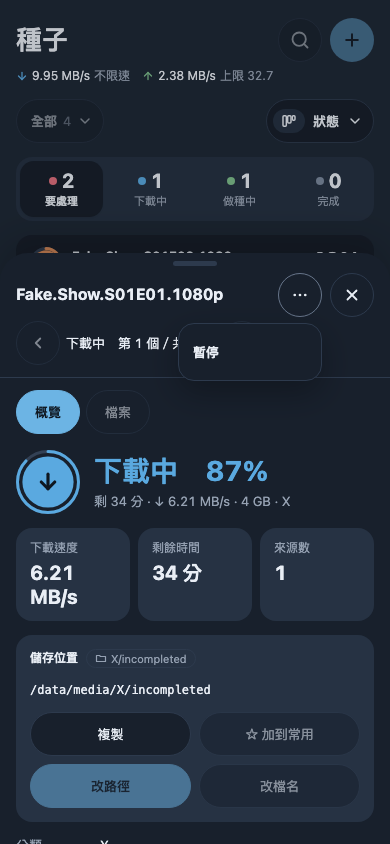 種子
9.95 MB/s 不限速 2.38 MB/s 上限 32.7
全部 4
狀態
2 1 1 0
要處理 下載中 做種中 完成
Fake.Show.S01E01.1080p
下載中 第 1 個 /
暫停
概覽 檔案
下載中 87%
剩 34 分 · ↓ 6.21 MB/s · 4 GB · X
下載速度 剩餘時間 來源數
6.21 MB/s 34 分 1
儲存位置 X/incompleted
/data/media/X/incompleted
複製 ☆ 加到常用
改路徑 改檔名